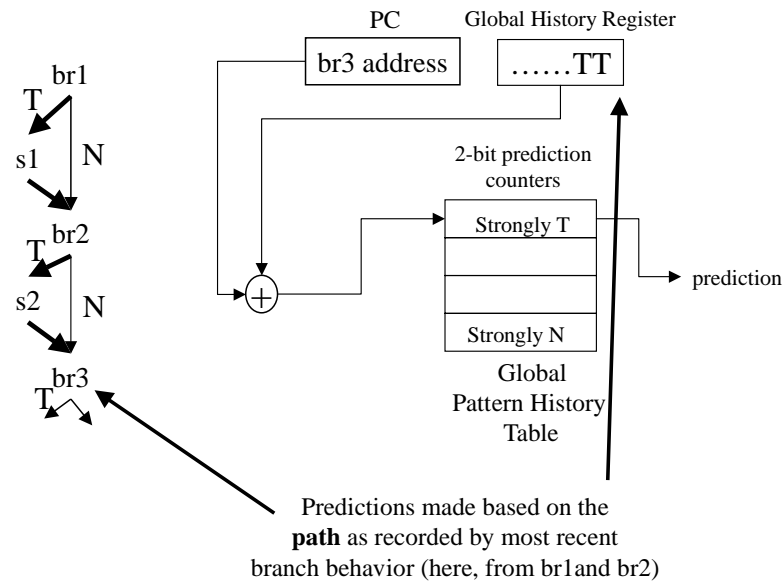 PC
Global History Register
br3 address
......TT
br1
T
s1
N
br2
T
s2
N
br3
T
+
2-bit prediction
counters
Strongly T
Strongly N
prediction
Global
Pattern History
Table
Predictions made based on the
path as recorded by most recent
branch behavior (here, from br1and br2)